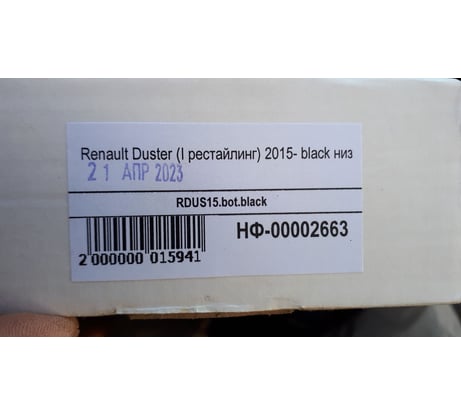 Renault Duster (I рестайлинг) 2015- black низ
21 АПР 2023
RDUS15.bot.black
НФ-00002663
2 000000 015941